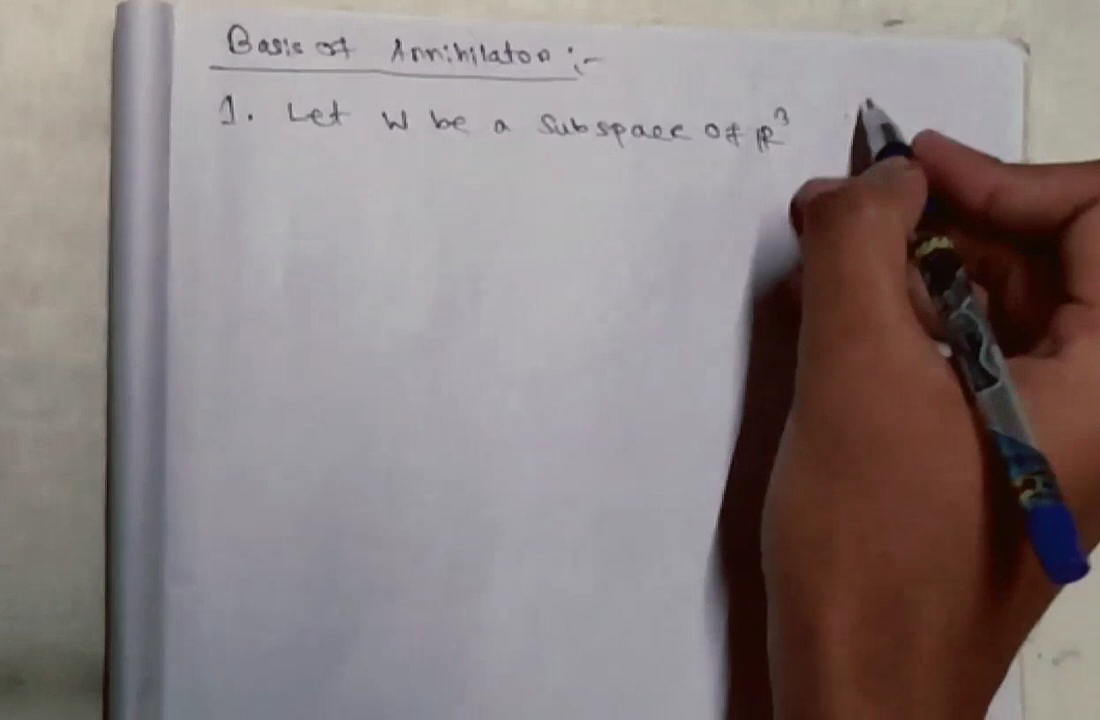 Basis of Annihilator :-
1. Let W be a subspace of ℝ³